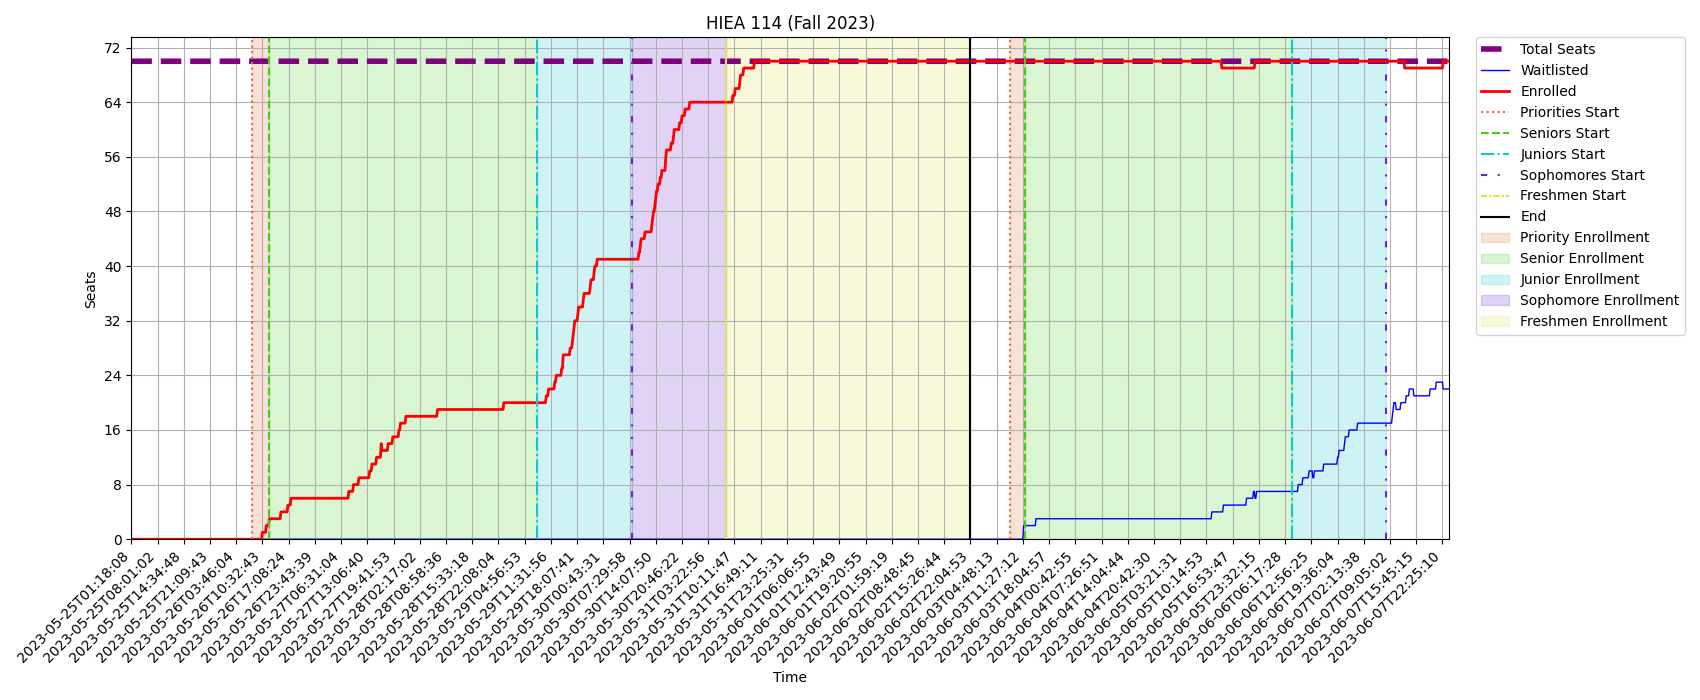 HIEA 114 (Fall 2023)
72
64
56
48
40
32
24
16
8
0
Seats
2023-05-25T01:18:08
2023-05-25T08:01:02
2023-05-25T14:34:48
2023-05-25T21:09:43
2023-05-26T03:46:04
2023-05-26T10:32:43
2023-05-26T17:08:24
2023-05-26T23:43:39
2023-05-27T06:31:04
2023-05-27T13:06:40
2023-05-27T19:41:53
2023-05-28T02:17:02
2023-05-28T08:58:36
2023-05-28T15:33:18
2023-05-28T22:08:04
2023-05-29T04:56:53
2023-05-29T11:31:56
2023-05-29T18:07:41
2023-05-30T00:43:31
2023-05-30T07:29:58
2023-05-30T14:07:50
2023-05-30T20:46:22
2023-05-31T03:22:56
2023-05-31T10:11:47
2023-05-31T16:49:11
2023-05-31T23:25:31
2023-06-01T06:06:55
2023-06-01T12:43:49
2023-06-01T19:20:55
2023-06-02T01:59:19
2023-06-02T08:48:45
2023-06-02T15:26:44
2023-06-02T22:04:53
2023-06-03T04:48:13
2023-06-03T11:27:12
2023-06-03T18:04:57
2023-06-04T00:42:55
2023-06-04T07:26:51
2023-06-04T14:04:44
2023-06-04T20:42:30
2023-06-05T03:21:31
2023-06-05T10:14:53
2023-06-05T16:53:47
2023-06-05T23:32:15
2023-06-06T06:17:28
2023-06-06T12:56:25
2023-06-06T19:36:04
2023-06-07T02:13:38
2023-06-07T09:05:02
2023-06-07T15:45:15
2023-06-07T22:25:10
Time
Total Seats
Waitlisted
Enrolled
Priorities Start
Seniors Start
Juniors Start
Sophomores Start
Freshmen Start
End
Priority Enrollment
Senior Enrollment
Junior Enrollment
Sophomore Enrollment
Freshmen Enrollment